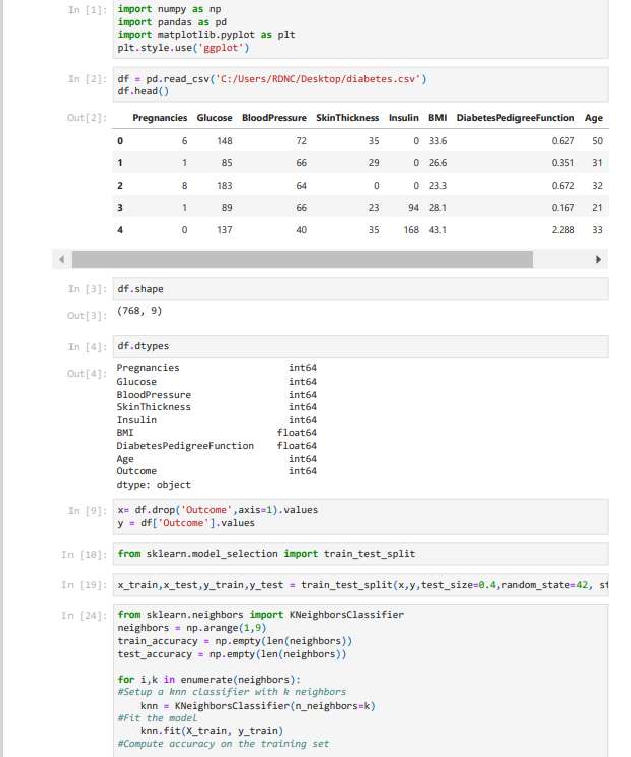 In [1]: import numpy as np
import pandas as pd
import matplotlib.pyplot as plt
plt.style.use('ggplot')
In [2]: df = pd.read_csv('C:/Users/RDNC/Desktop/diabetes.csv')
df.head()
Out[2]: Pregnancies Glucose BloodPressure SkinThickness Insulin BMI DiabetesPedigreeFunction Age
0 6 148 72 35 0 33.6 0.627 50
1 1 85 66 29 0 26.6 0.351 31
2 8 183 64 0 0 23.3 0.672 32
3 1 89 66 23 94 28.1 0.167 21
4 0 137 40 35 168 43.1 2.288 33
In [3]: df.shape
Out[3]: (768, 9)
In [4]: df.dtypes
Out[4]: Pregnancies int64
Glucose int64
BloodPressure int64
SkinThickness int64
Insulin int64
BMI float64
DiabetesPedigreeFunction float64
Age int64
Outcome int64
dtype: object
In [9]: x= df.drop('Outcome',axis=1).values
y = df['Outcome'].values
In [10]: from sklearn.model_selection import train_test_split
In [19]: x_train,x_test,y_train,y_test = train_test_split(x,y,test_size=0.4,random_state=42, st
In [24]: from sklearn.neighbors import KNeighborsClassifier
neighbors = np.arange(1,9)
train_accuracy = np.empty(len(neighbors))
test_accuracy = np.empty(len(neighbors))
for i,k in enumerate(neighbors):
#Setup a knn classifier with k neighbors
knn = KNeighborsClassifier(n_neighbors=k)
#Fit the model
knn.fit(X_train, y_train)
#Compute accuracy on the training set